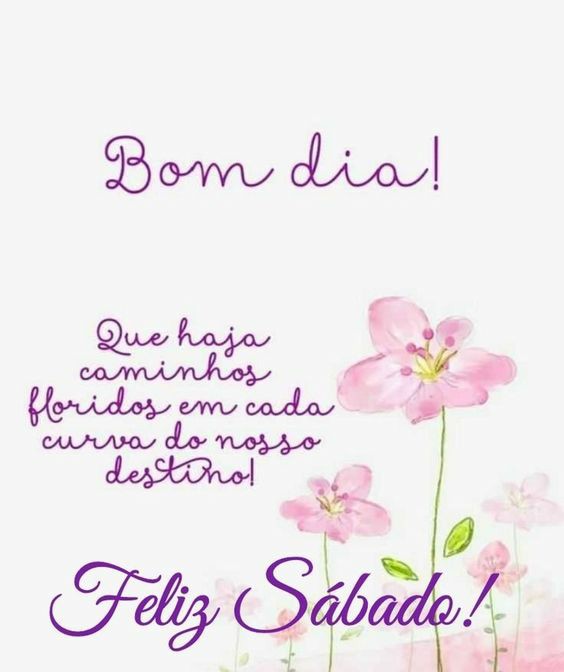 Bom dia!
Que haja
caminhos
floridos em cada
curva do nosso
destino!
Feliz Sábado!